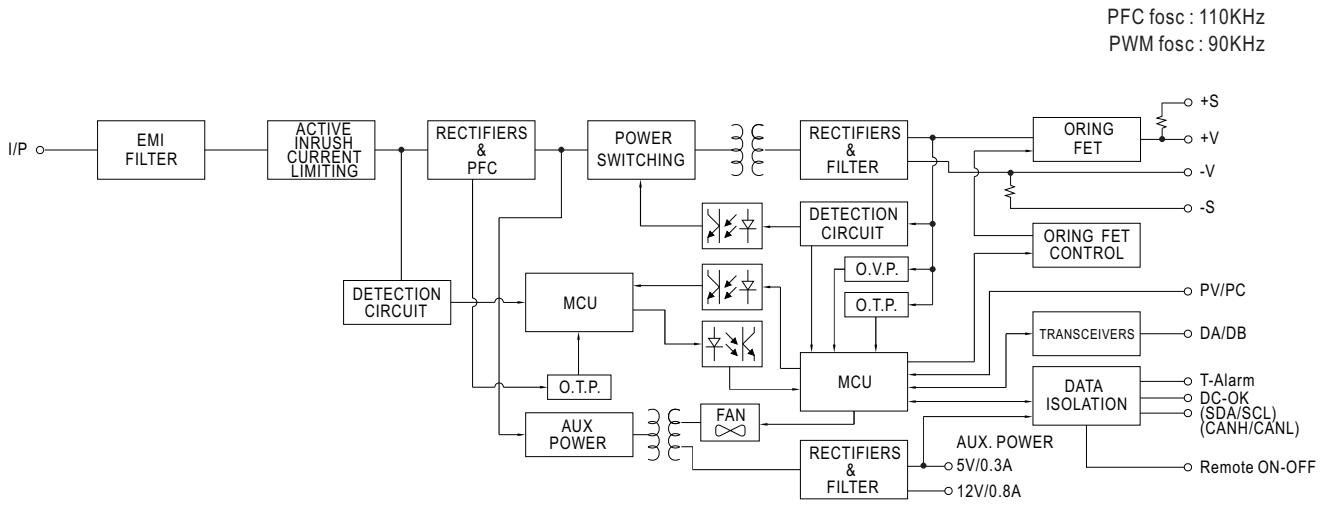 PFC fosc : 110KHz
PWM fosc : 90KHz
I/P
EMI
FILTER
ACTIVE
INRUSH
CURRENT
LIMITING
RECTIFIERS
&
PFC
POWER
SWITCHING
RECTIFIERS
&
FILTER
ORING
FET
+S
+V
-V
-S
DETECTION
CIRCUIT
ORING FET
CONTROL
O.V.P.
O.T.P.
DETECTION
CIRCUIT
MCU
PV/PC
TRANSCEIVERS
DA/DB
O.T.P.
MCU
DATA
ISOLATION
T-Alarm
DC-OK
(SDA/SCL)
(CANH/CANL)
AUX
POWER
FAN
RECTIFIERS
&
FILTER
AUX. POWER
5V/0.3A
12V/0.8A
Remote ON-OFF